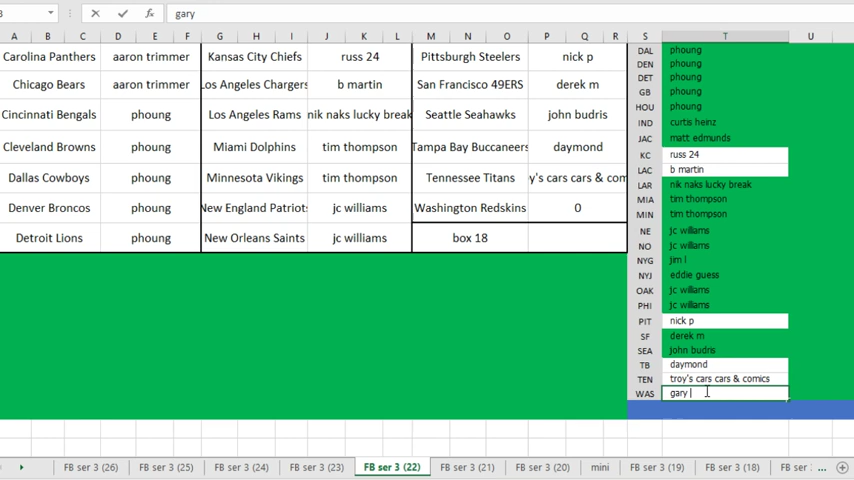 gary
A B C D E F G H I J K L M N O P Q R S T U
Carolina Panthers aaron trimmer Kansas City Chiefs russ 24 Pittsburgh Steelers nick p
Chicago Bears aaron trimmer Los Angeles Chargers b martin San Francisco 49ERS derek m
Cincinnati Bengals phoung Los Angeles Rams nik naks lucky break Seattle Seahawks john budris
Cleveland Browns phoung Miami Dolphins tim thompson Tampa Bay Buccaneers daymond
Dallas Cowboys phoung Minnesota Vikings tim thompson Tennessee Titans y's cars cars & com
Denver Broncos phoung New England Patriots jc williams Washington Redskins 0
Detroit Lions phoung New Orleans Saints jc williams box 18
DAL phoung
DEN phoung
DET phoung
GB phoung
HOU phoung
IND curtis heinz
JAC matt edmunds
KC russ 24
LAC b martin
LAR nik naks lucky break
MIA tim thompson
MIN tim thompson
NE jc williams
NO jc williams
NYG jim l
NYJ eddie guess
OAK jc williams
PHI jc williams
PIT nick p
SF derek m
SEA john budris
TB daymond
TEN troy's cars cars & comics
WAS gary
FB ser 3 (26) FB ser 3 (25) FB ser 3 (24) FB ser 3 (23) FB ser 3 (22) FB ser 3 (21) FB ser 3 (20) mini FB ser 3 (19) FB ser 3 (18) FB ser ...